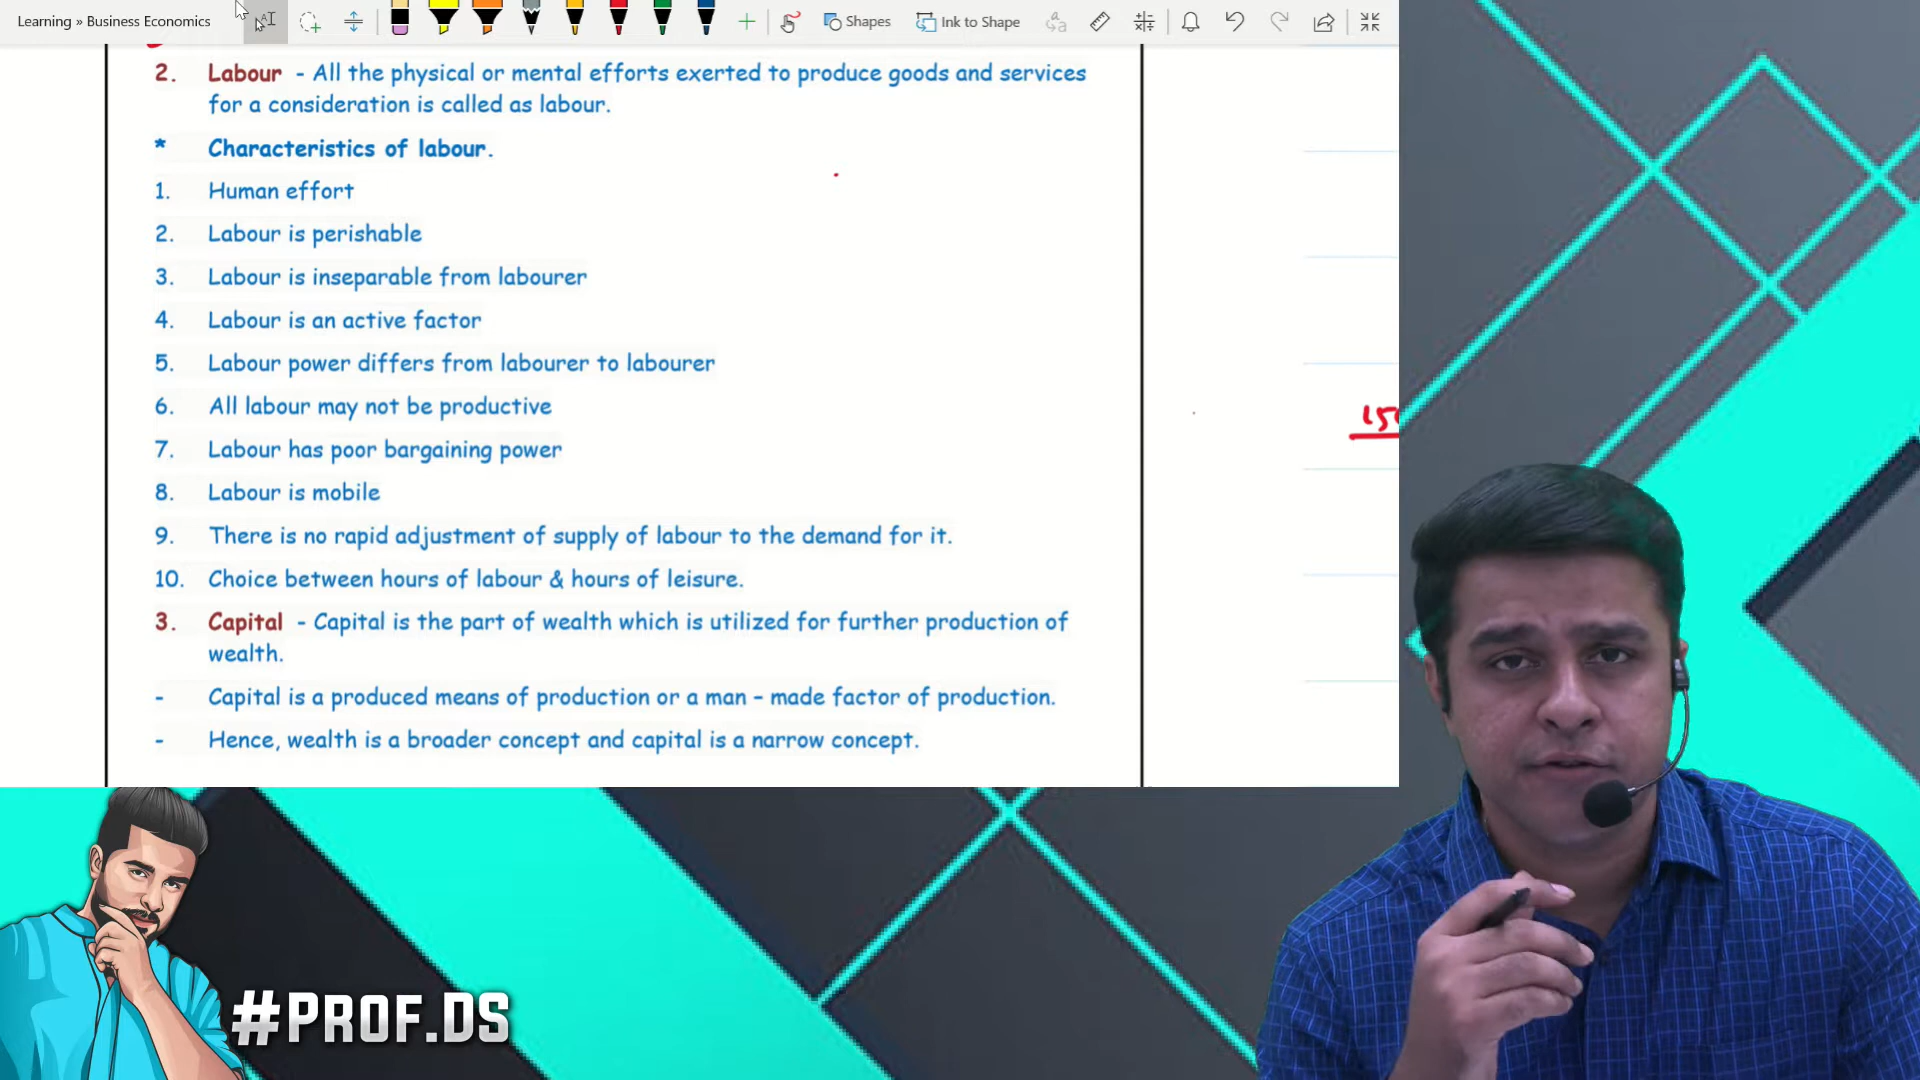 Learning » Business Economics
Shapes
Ink to Shape
2. Labour - All the physical or mental efforts exerted to produce goods and services
for a consideration is called as labour.
* Characteristics of labour.
1. Human effort
2. Labour is perishable
3. Labour is inseparable from labourer
4. Labour is an active factor
5. Labour power differs from labourer to labourer
6. All labour may not be productive
7. Labour has poor bargaining power
8. Labour is mobile
9. There is no rapid adjustment of supply of labour to the demand for it.
10. Choice between hours of labour & hours of leisure.
3. Capital - Capital is the part of wealth which is utilized for further production of
wealth.
- Capital is a produced means of production or a man - made factor of production.
- Hence, wealth is a broader concept and capital is a narrow concept.
#PROF.DS